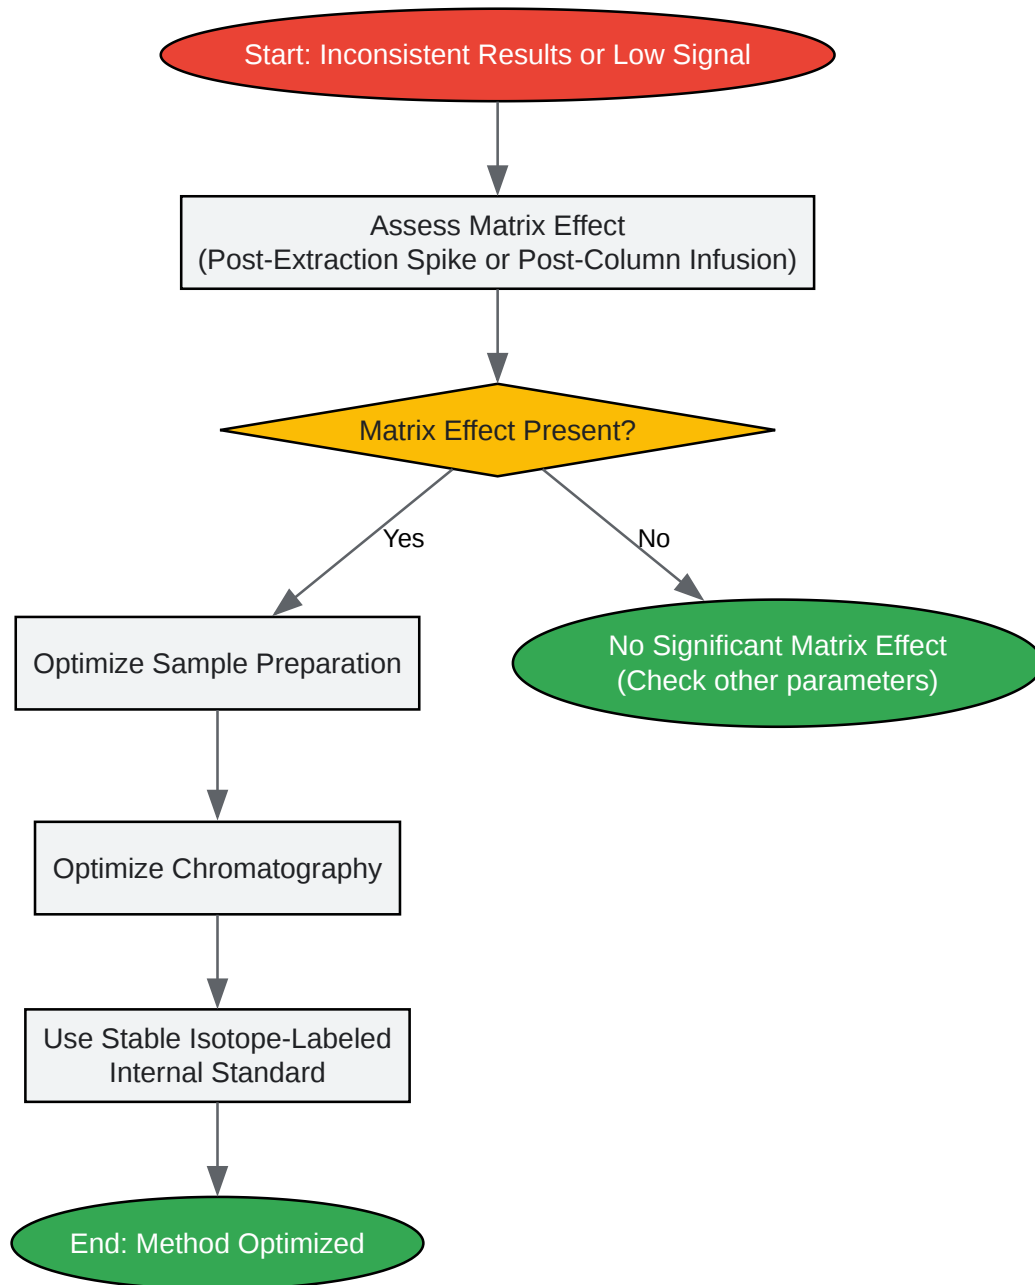 Start: Inconsistent Results or Low Signal
Assess Matrix Effect
(Post-Extraction Spike or Post-Column Infusion)
Matrix Effect Present?
Yes
No
No Significant Matrix Effect
(Check other parameters)
Optimize Sample Preparation
Optimize Chromatography
Use Stable Isotope-Labeled
Internal Standard
End: Method Optimized